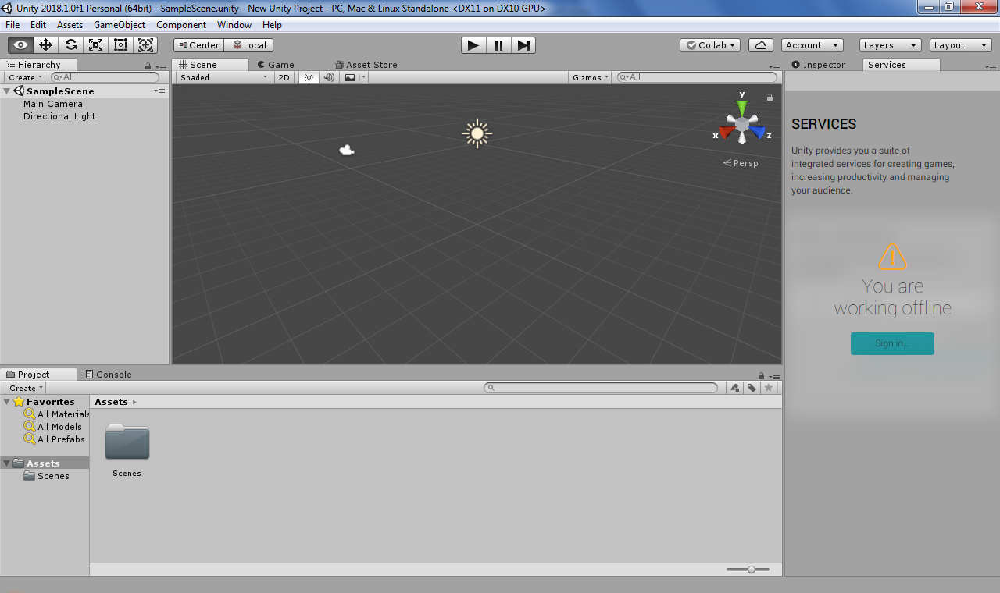 Unity 2018.1.0f1 Personal (64bit) - SampleScene.unity - New Unity Project - PC, Mac & Linux Standalone <DX11 on DX10 GPU>
File Edit Assets GameObject Component Window Help
Center Local Collab Account Layers Layout
Hierarchy
Create All
SampleScene
Main Camera
Directional Light
Scene Game Asset Store
Shaded 2D Gizmos All
y
x z
Persp
Inspector Services
SERVICES
Unity provides you a suite of
integrated services for creating games,
increasing productivity and managing
your audience.
You are
working offline
Sign in...
Project Console
Create
Favorites
All Materials
All Models
All Prefabs
Assets
Scenes
Assets
Scenes